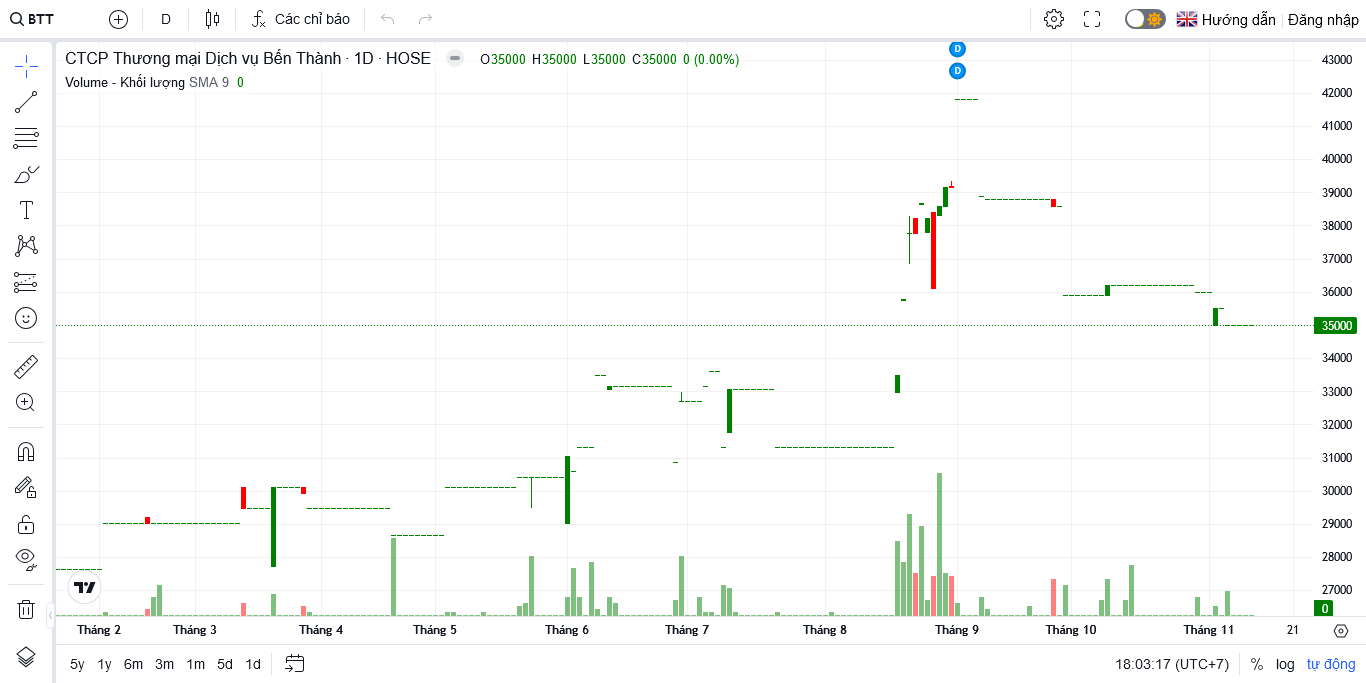 BTT D Các chỉ báo Hướng dẫn Đăng nhập
CTCP Thương mại Dịch vụ Bến Thành · 1D · HOSE O35000 H35000 L35000 C35000 0 (0.00%)
Volume - Khối lượng SMA 9 0
D
D
43000
42000
41000
40000
39000
38000
37000
36000
35000
34000
33000
32000
31000
30000
29000
28000
27000
0
Tháng 2 Tháng 3 Tháng 4 Tháng 5 Tháng 6 Tháng 7 Tháng 8 Tháng 9 Tháng 10 Tháng 11 21
5y 1y 6m 3m 1m 5d 1d 18:03:17 (UTC+7) % log tự động